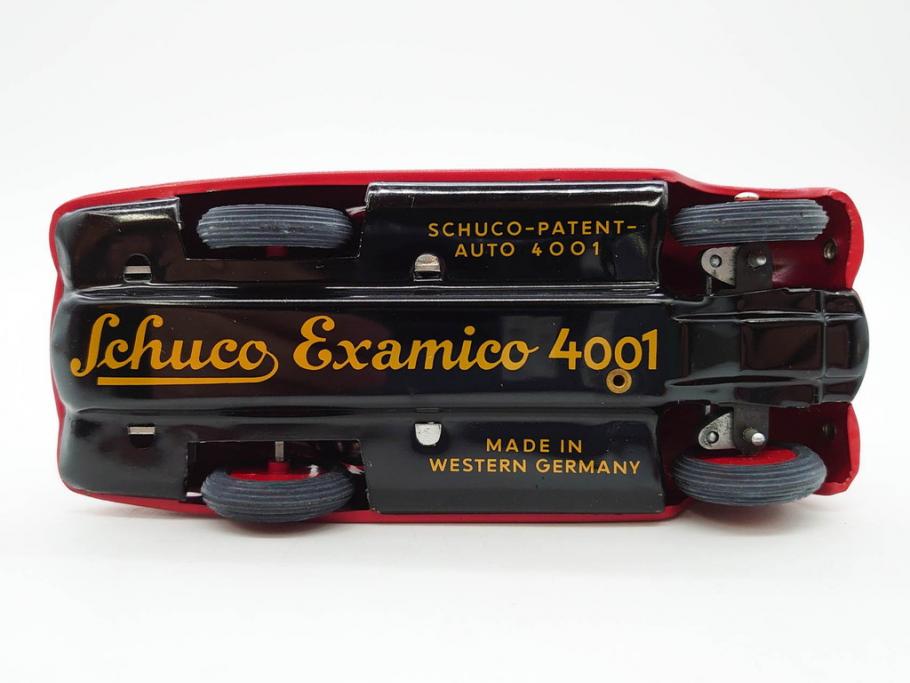 SCHUCO-PATENT-
AUTO 4001
Schuco Examico 4001
MADE IN
WESTERN GERMANY